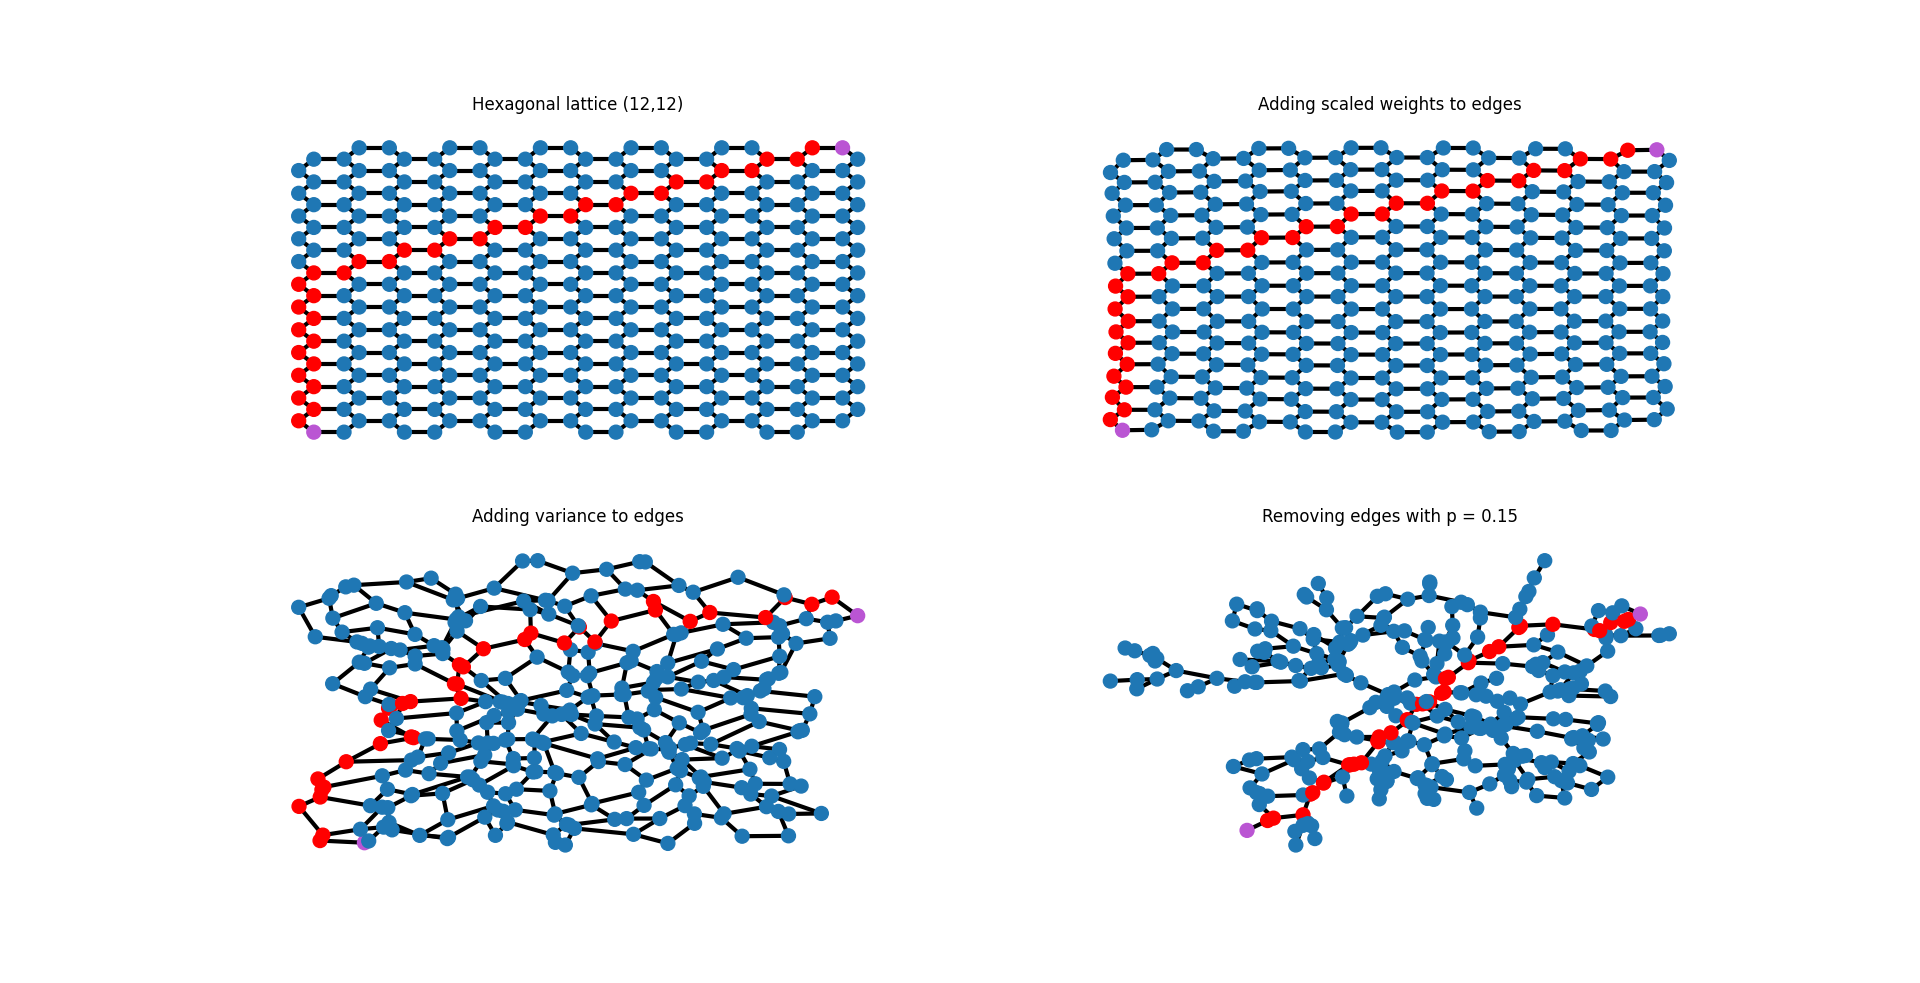 Hexagonal lattice (12,12)
Adding scaled weights to edges
Adding variance to edges
Removing edges with p = 0.15